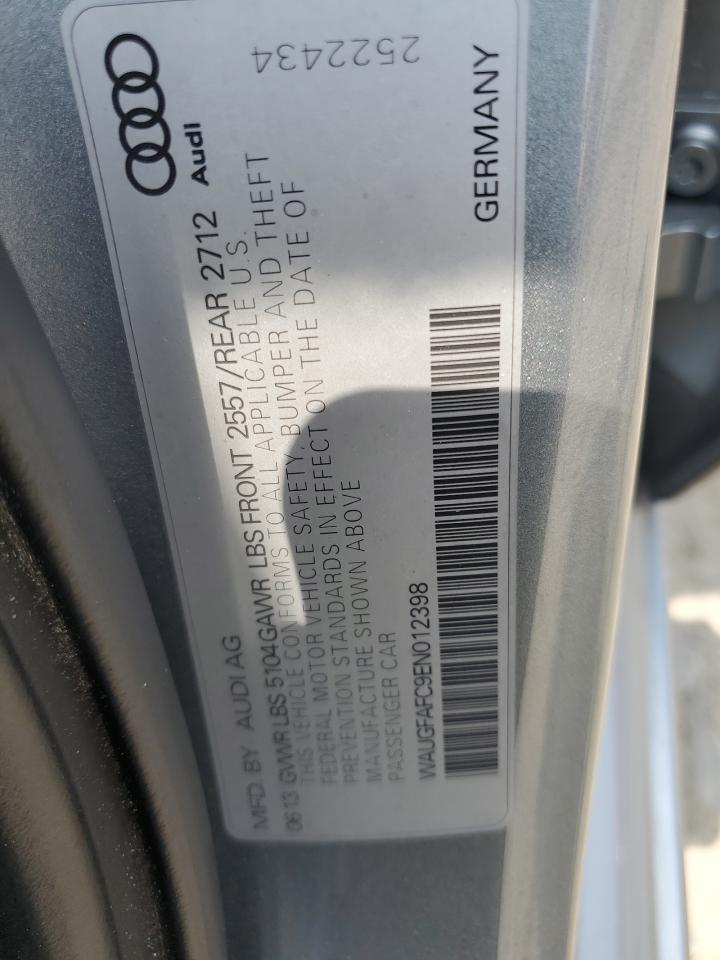 Audi
2522434
MFD. BY AUDI AG
06 13 GVWR LBS 5104 GAWR LBS FRONT 2557/REAR 2712
THIS VEHICLE CONFORMS TO ALL APPLICABLE U.S.
FEDERAL MOTOR VEHICLE SAFETY, BUMPER AND THEFT
PREVENTION STANDARDS IN EFFECT ON THE DATE OF
MANUFACTURE SHOWN ABOVE
PASSENGER CAR
WAUGFAFC9EN012398
GERMANY